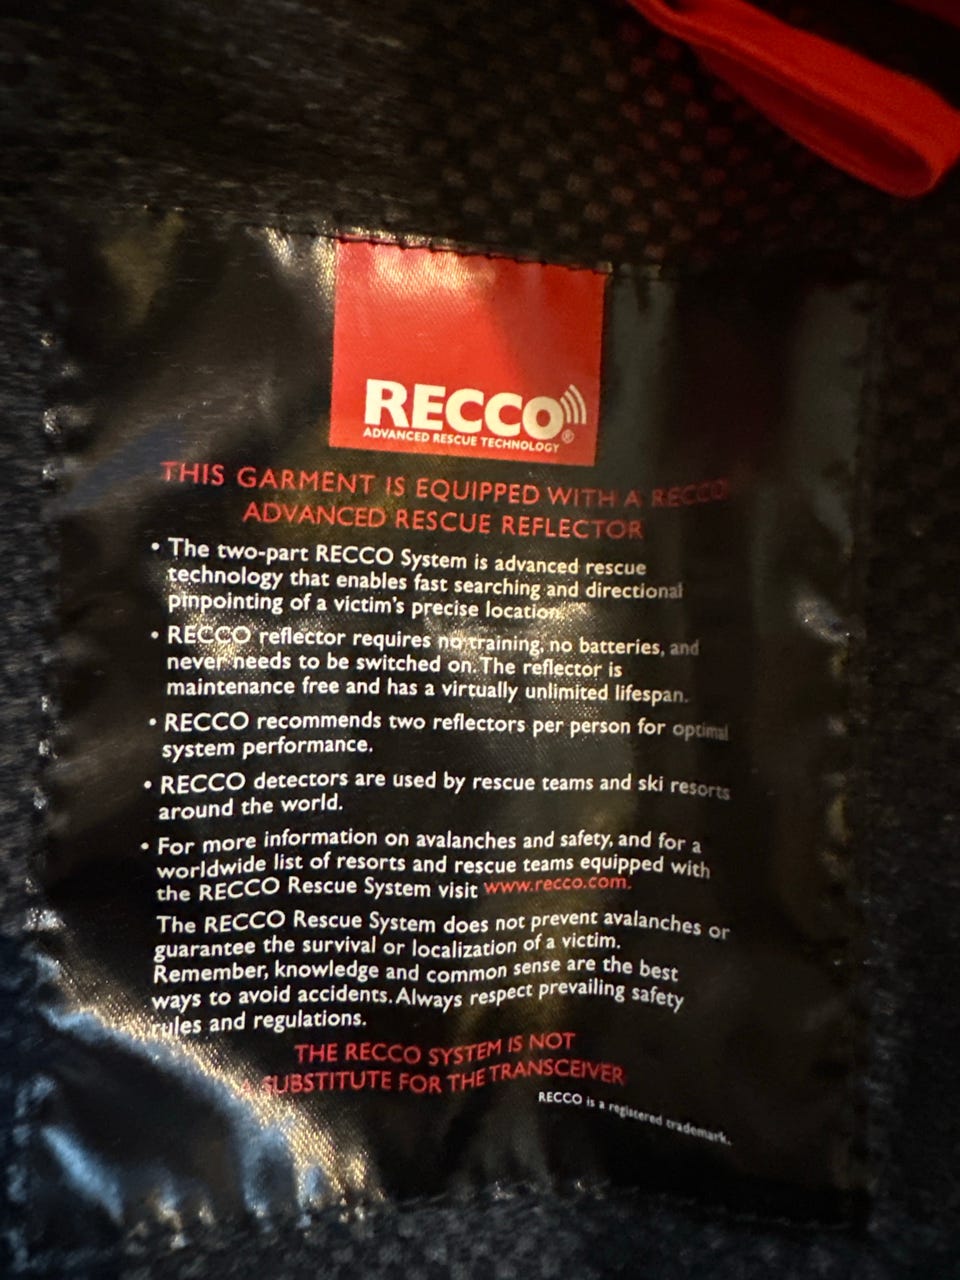 RECCO
ADVANCED RESCUE TECHNOLOGY ®
THIS GARMENT IS EQUIPPED WITH A RECCO
ADVANCED RESCUE REFLECTOR
• The two-part RECCO System is advanced rescue
technology that enables fast searching and directional
pinpointing of a victim's precise location.
• RECCO reflector requires no training, no batteries, and
never needs to be switched on. The reflector is
maintenance free and has a virtually unlimited lifespan.
• RECCO recommends two reflectors per person for optimal
system performance.
• RECCO detectors are used by rescue teams and ski resorts
around the world.
• For more information on avalanches and safety, and for a
worldwide list of resorts and rescue teams equipped with
the RECCO Rescue System visit www.recco.com.
The RECCO Rescue System does not prevent avalanches or
guarantee the survival or localization of a victim.
Remember, knowledge and common sense are the best
ways to avoid accidents. Always respect prevailing safety
rules and regulations.
THE RECCO SYSTEM IS NOT
A SUBSTITUTE FOR THE TRANSCEIVER
RECCO is a registered trademark.